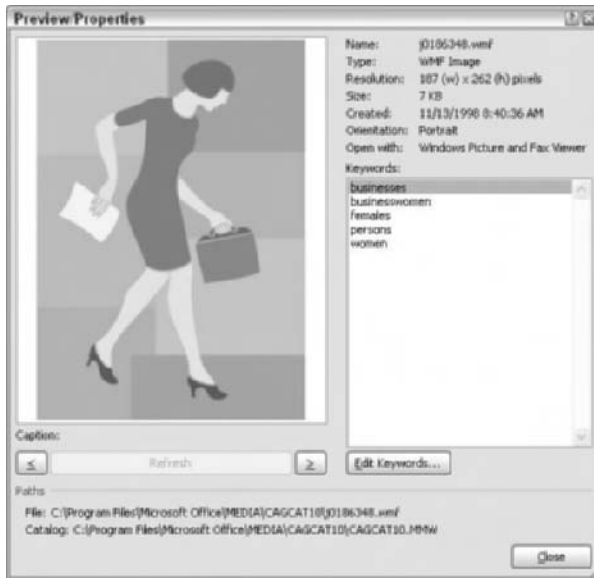 Preview/Properties
Name: j0186348.wmf
Type: WMF Image
Resolution: 187 (w) x 262 (h) pixels
Size: 7 KB
Created: 11/13/1998 8:40:36 AM
Orientation: Portrait
Open with: Windows Picture and Fax Viewer
Keywords:
businesses
businesswomen
females
persons
women
Caption:
< Refresh >
Edit Keywords...
Paths
File: C:\Program Files\Microsoft Office\MEDIA\CAGCAT10\j0186348.wmf
Catalog: C:\Program Files\Microsoft Office\MEDIA\CAGCAT10\CAGCAT10.MMW
Close